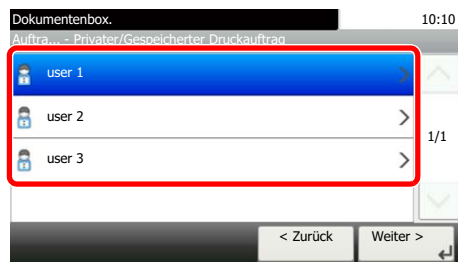 Dokumentenbox.
10:10
Auftra... - Privater/Gespeicherter Druckauftrag
user 1
user 2
1/1
user 3
< Zurück
Weiter >